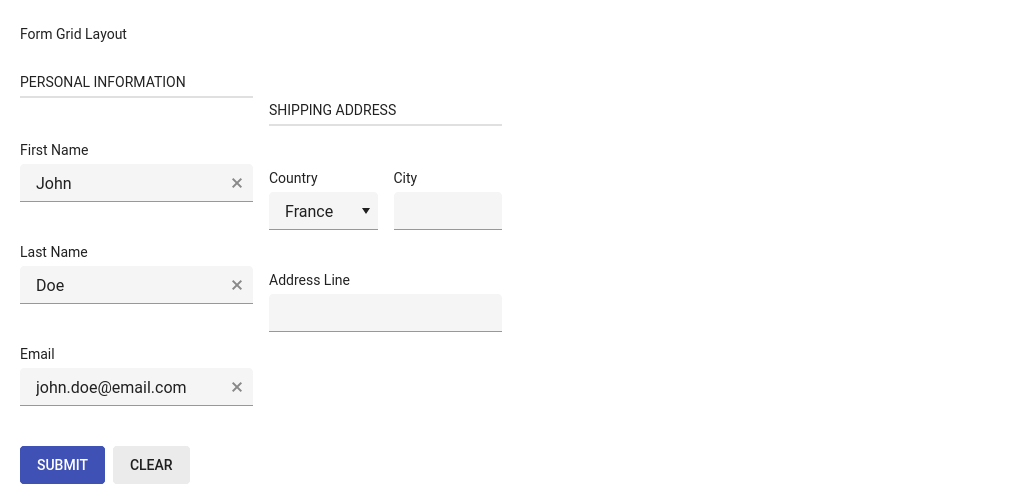 Form Grid Layout
PERSONAL INFORMATION
First Name
John
Last Name
Doe
Email
john.doe@email.com
SHIPPING ADDRESS
Country
France
City
Address Line
SUBMIT
CLEAR